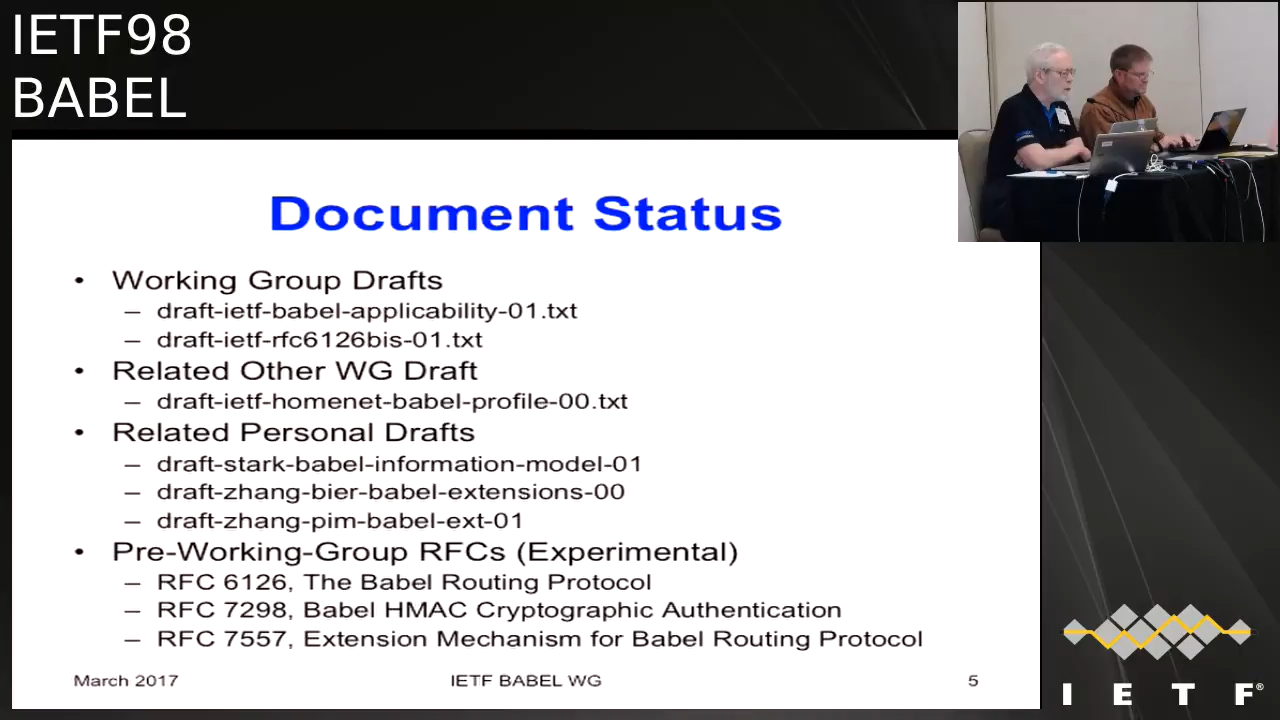 IETF98
BABEL
Document Status
• Working Group Drafts
– draft-ietf-babel-applicability-01.txt
– draft-ietf-rfc6126bis-01.txt
• Related Other WG Draft
– draft-ietf-homenet-babel-profile-00.txt
• Related Personal Drafts
– draft-stark-babel-information-model-01
– draft-zhang-bier-babel-extensions-00
– draft-zhang-pim-babel-ext-01
• Pre-Working-Group RFCs (Experimental)
– RFC 6126, The Babel Routing Protocol
– RFC 7298, Babel HMAC Cryptographic Authentication
– RFC 7557, Extension Mechanism for Babel Routing Protocol
March 2017 IETF BABEL WG 5
I E T F®